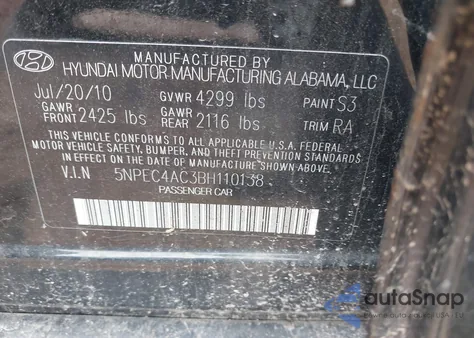 MANUFACTURED BY
HYUNDAI MOTOR MANUFACTURING ALABAMA, LLC
Jul/20/10 GVWR 4299 lbs PAINT S3
GAWR FRONT 2425 lbs GAWR REAR 2116 lbs TRIM RA
THIS VEHICLE CONFORMS TO ALL APPLICABLE U.S.A. FEDERAL
MOTOR VEHICLE SAFETY, BUMPER, AND THEFT PREVENTION STANDARDS
IN EFFECT ON THE DATE OF MANUFACTURE SHOWN ABOVE.
V.I.N 5NPEC4AC3BH110138
PASSENGER CAR
autoSnap